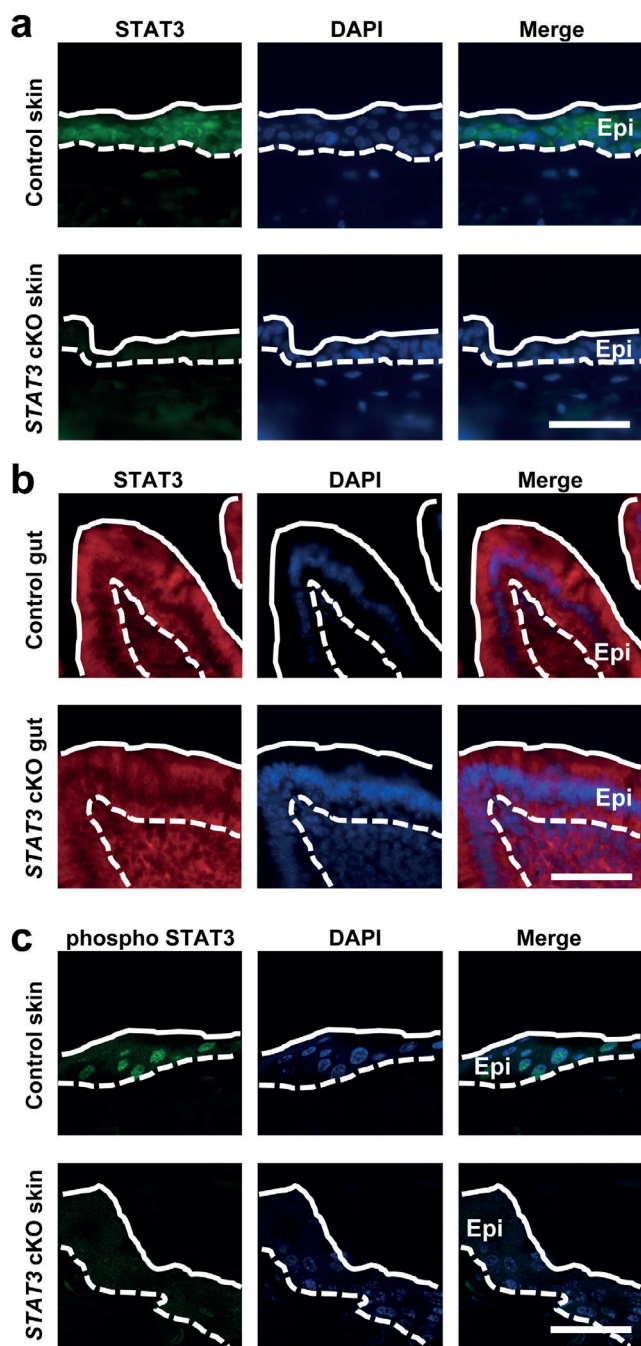 a
STAT3 DAPI Merge
Control skin
Epi
STAT3 cKO skin
Epi
b
STAT3 DAPI Merge
Control gut
Epi
STAT3 cKO gut
Epi
c
phospho STAT3 DAPI Merge
Control skin
Epi
STAT3 cKO skin
Epi